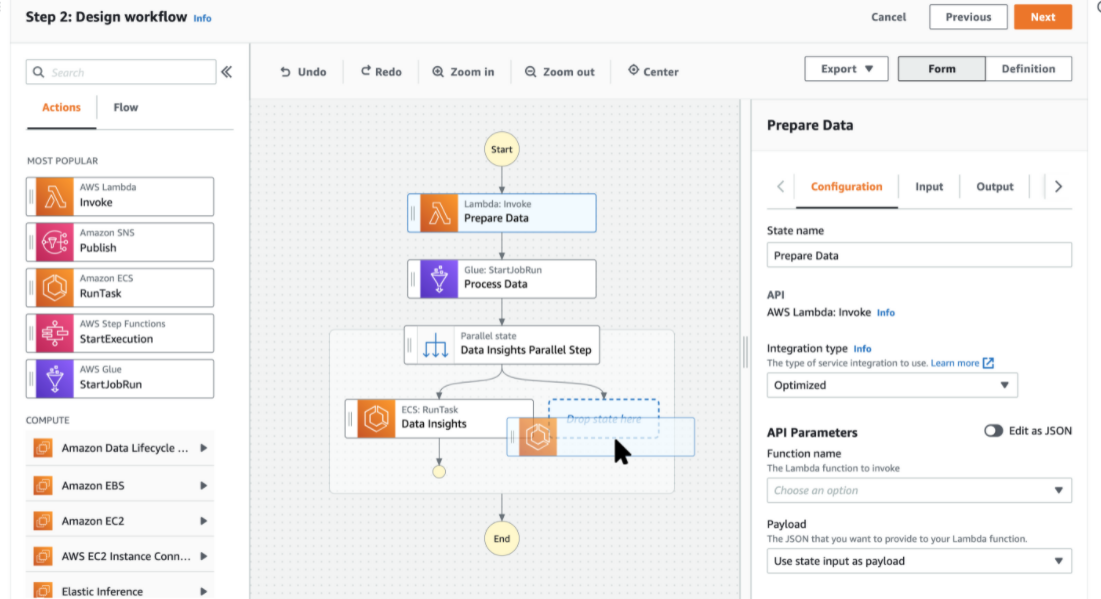 Step 2: Design workflow Info
Cancel
Previous
Next
Search
Actions
Flow
MOST POPULAR
AWS Lambda
Invoke
Amazon SNS
Publish
Amazon ECS
RunTask
AWS Step Functions
StartExecution
AWS Glue
StartJobRun
COMPUTE
Amazon Data Lifecycle ...
Amazon EBS
Amazon EC2
AWS EC2 Instance Conn...
Elastic Inference
Undo
Redo
Zoom in
Zoom out
Center
Export
Form
Definition
Start
Lambda: Invoke
Prepare Data
Glue: StartJobRun
Process Data
Parallel state
Data Insights Parallel Step
ECS: RunTask
Data Insights
Drop state here
End
Prepare Data
Configuration
Input
Output
State name
Prepare Data
API
AWS Lambda: Invoke Info
Integration type Info
The type of service integration to use. Learn more
Optimized
API Parameters
Edit as JSON
Function name
The Lambda function to invoke
Choose an option
Payload
The JSON that you want to provide to your Lambda function.
Use state input as payload